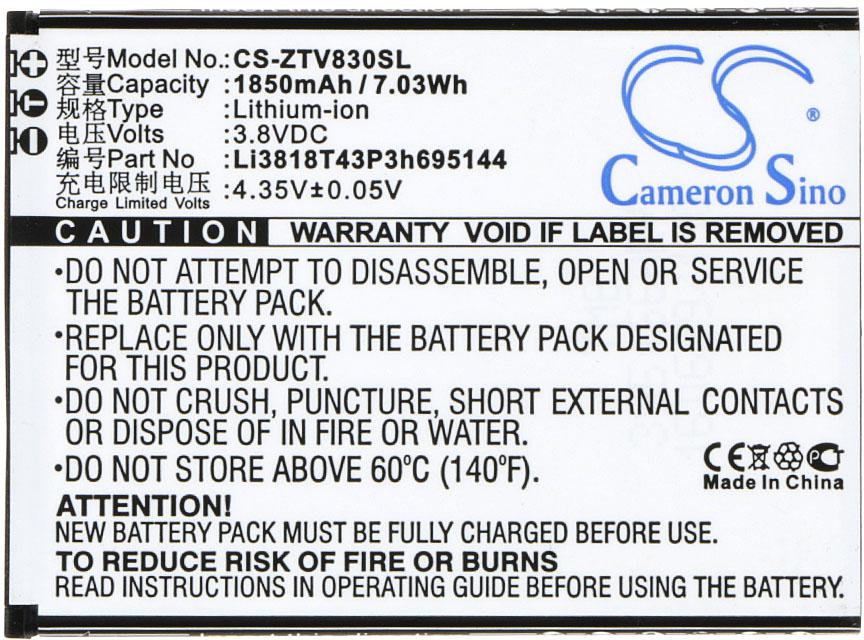 Insert this side down
型号Model No.:CS-ZTV830SL
容量Capacity :1850mAh / 7.03Wh
规格Type :Lithium-ion
电压Volts :3.8VDC
编号Part No :Li3818T43P3h695144
充电限制电压 :4.35V±0.05V
Charge Limited Volts
CS®
Cameron Sino
CAUTION WARRANTY VOID IF LABEL IS REMOVED
•DO NOT ATTEMPT TO DISASSEMBLE, OPEN OR SERVICE
THE BATTERY PACK.
•REPLACE ONLY WITH THE BATTERY PACK DESIGNATED
FOR THIS PRODUCT.
•DO NOT CRUSH, PUNCTURE, SHORT EXTERNAL CONTACTS
OR DISPOSE OF IN FIRE OR WATER.
•DO NOT STORE ABOVE 60°C (140°F).
CE
Made In China
ATTENTION!
NEW BATTERY PACK MUST BE FULLY CHARGED BEFORE USE.
TO REDUCE RISK OF FIRE OR BURNS
READ INSTRUCTIONS IN OPERATING GUIDE BEFORE USING THE BATTERY.